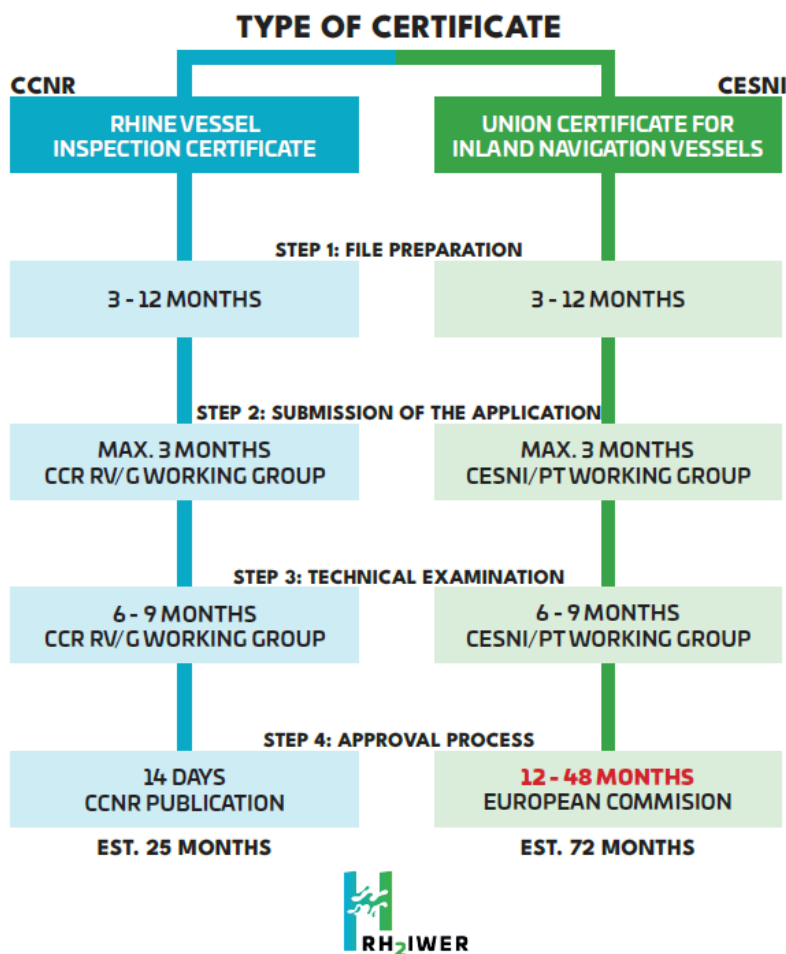 TYPE OF CERTIFICATE
CCNR
CESNI
RHINE VESSEL
INSPECTION CERTIFICATE
UNION CERTIFICATE FOR
INLAND NAVIGATION VESSELS
STEP 1: FILE PREPARATION
3 - 12 MONTHS
3 - 12 MONTHS
STEP 2: SUBMISSION OF THE APPLICATION
MAX. 3 MONTHS
CCR RV/G WORKING GROUP
MAX. 3 MONTHS
CESNI/PT WORKING GROUP
STEP 3: TECHNICAL EXAMINATION
6 - 9 MONTHS
CCR RV/G WORKING GROUP
6 - 9 MONTHS
CESNI/PT WORKING GROUP
STEP 4: APPROVAL PROCESS
14 DAYS
CCNR PUBLICATION
12 - 48 MONTHS
EUROPEAN COMMISION
EST. 25 MONTHS
EST. 72 MONTHS
RH2IWER